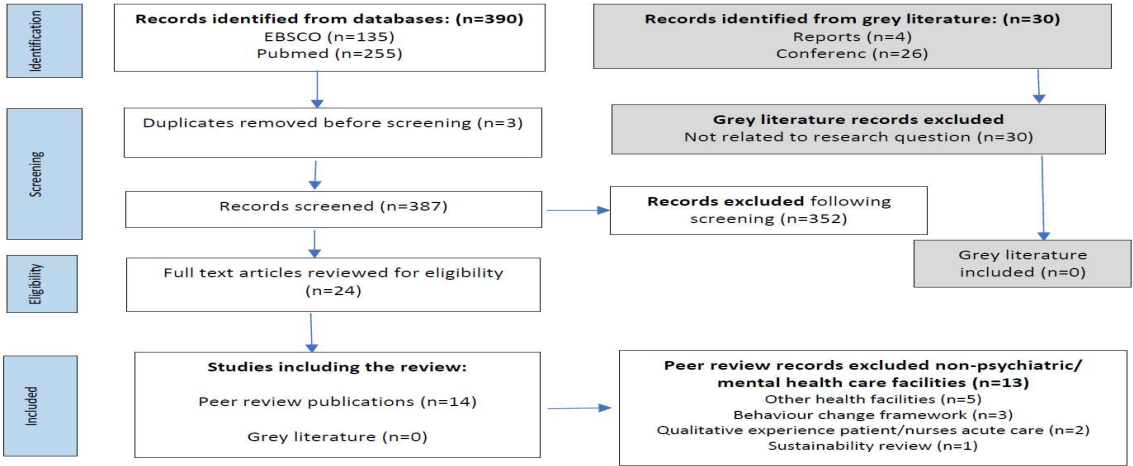 Identification
Records identified from databases: (n=390)
EBSCO (n=135)
Pubmed (n=255)
Records identified from grey literature: (n=30)
Reports (n=4)
Conferenc (n=26)
Screening
Duplicates removed before screening (n=3)
Grey literature records excluded
Not related to research question (n=30)
Records screened (n=387)
Records excluded following
screening (n=352)
Grey literature
included (n=0)
Eligibility
Full text articles reviewed for eligibility
(n=24)
Included
Studies including the review:
Peer review publications (n=14)
Grey literature (n=0)
Peer review records excluded non-psychiatric/
mental health care facilities (n=13)
Other health facilities (n=5)
Behaviour change framework (n=3)
Qualitative experience patient/nurses acute care (n=2)
Sustainability review (n=1)